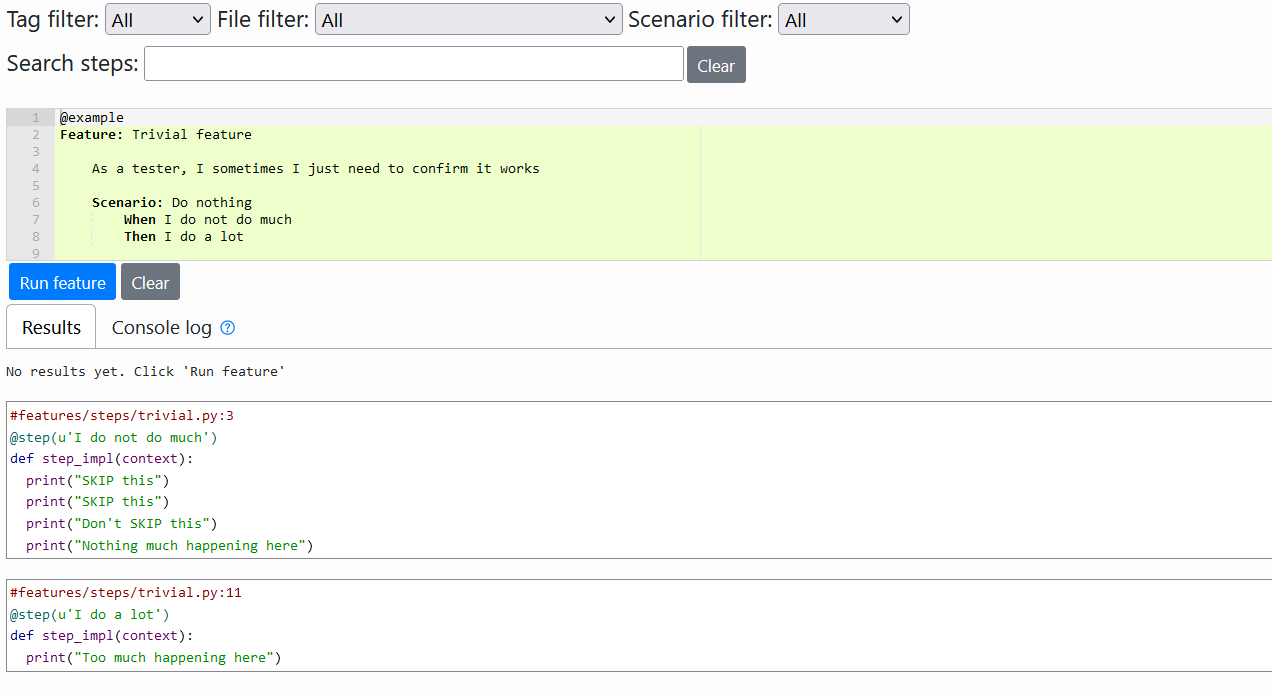 Tag filter: All File filter: All Scenario filter: All
Search steps: Clear
1 @example
2 Feature: Trivial feature
3
4 As a tester, I sometimes I just need to confirm it works
5
6 Scenario: Do nothing
7 When I do not do much
8 Then I do a lot
9
Run feature Clear
Results Console log ?
No results yet. Click 'Run feature'
#features/steps/trivial.py:3
@step(u'I do not do much')
def step_impl(context):
print("SKIP this")
print("SKIP this")
print("Don't SKIP this")
print("Nothing much happening here")
#features/steps/trivial.py:11
@step(u'I do a lot')
def step_impl(context):
print("Too much happening here")